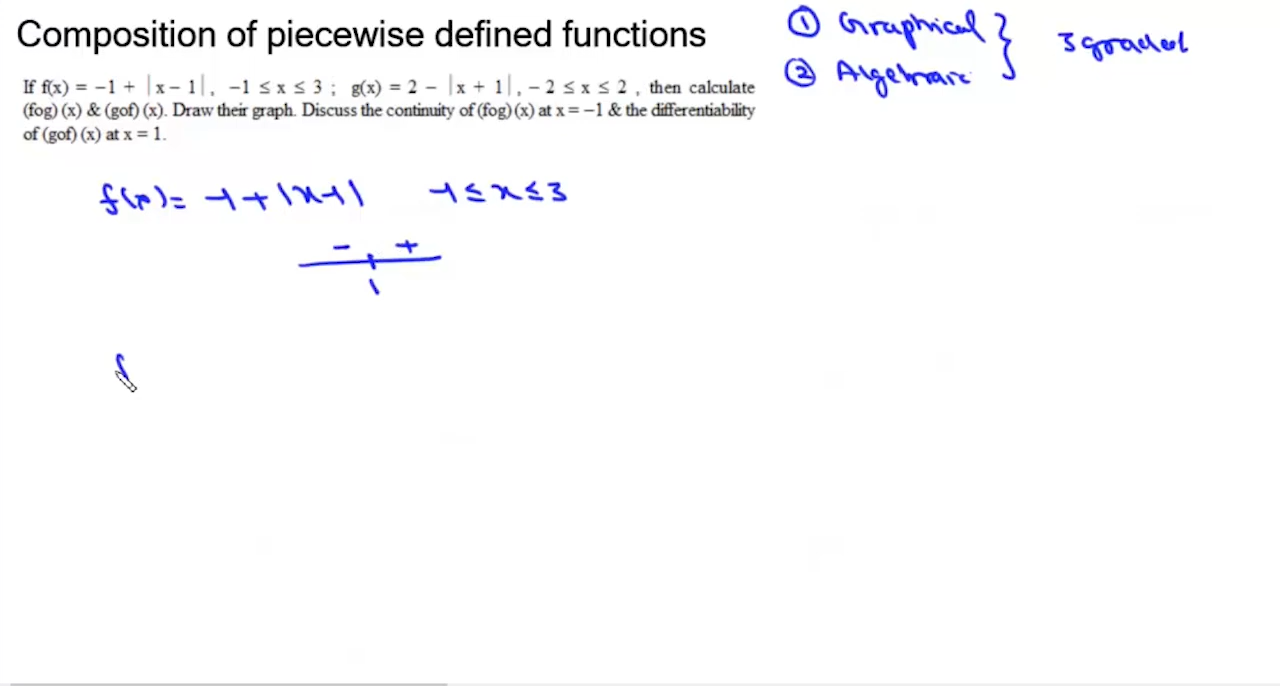 Composition of piecewise defined functions
① Graphical
② Algebraic
3 graded
If f(x) = −1 + |x − 1|, −1 ≤ x ≤ 3 ; g(x) = 2 − |x + 1|, − 2 ≤ x ≤ 2 , then calculate
(fog) (x) & (gof) (x). Draw their graph. Discuss the continuity of (fog) (x) at x = −1 & the differentiability
of (gof) (x) at x = 1.
f(x) = −1 + |x−1| −1 ≤ x ≤ 3
− +
1